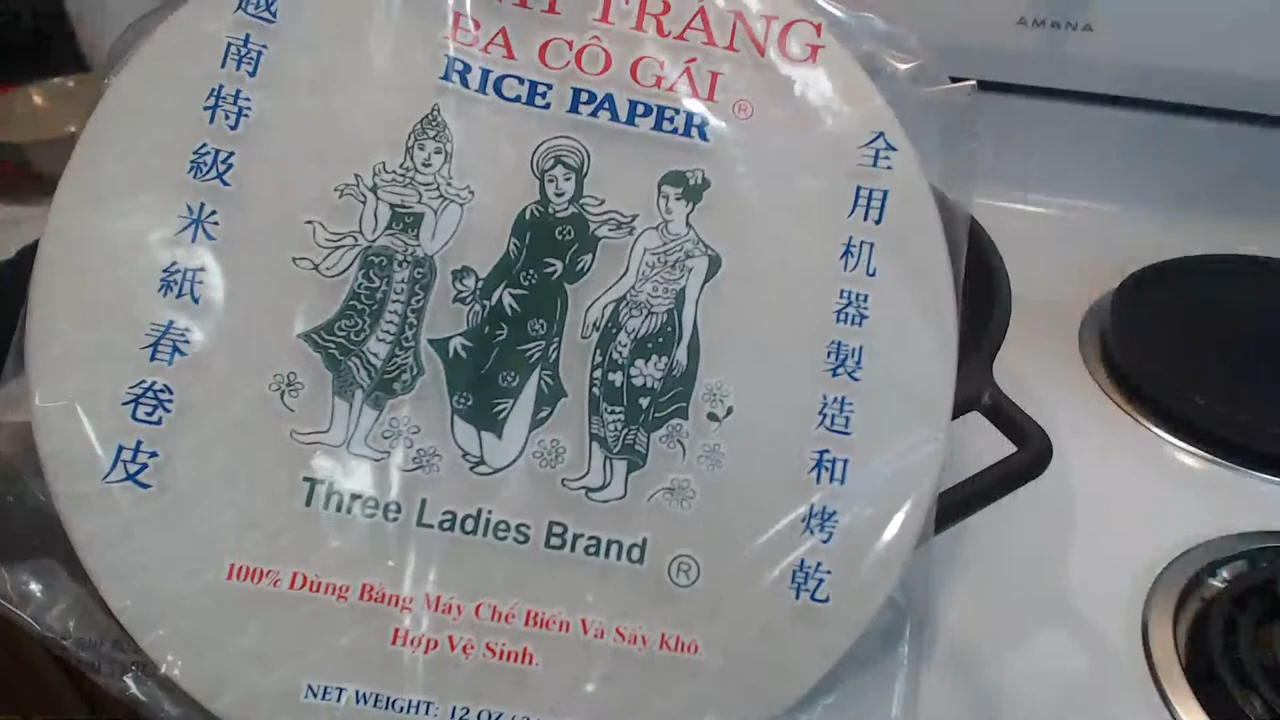 AMANA
TRÁNG
BA CÔ GÁI ®
RICE PAPER
越南特級米紙春卷皮
全用机器製造和烤乾
Three Ladies Brand ®
100% Dùng Bằng Máy Chế Biến Và Sấy Khô.
Hợp Vệ Sinh.
NET WEIGHT: 12 OZ